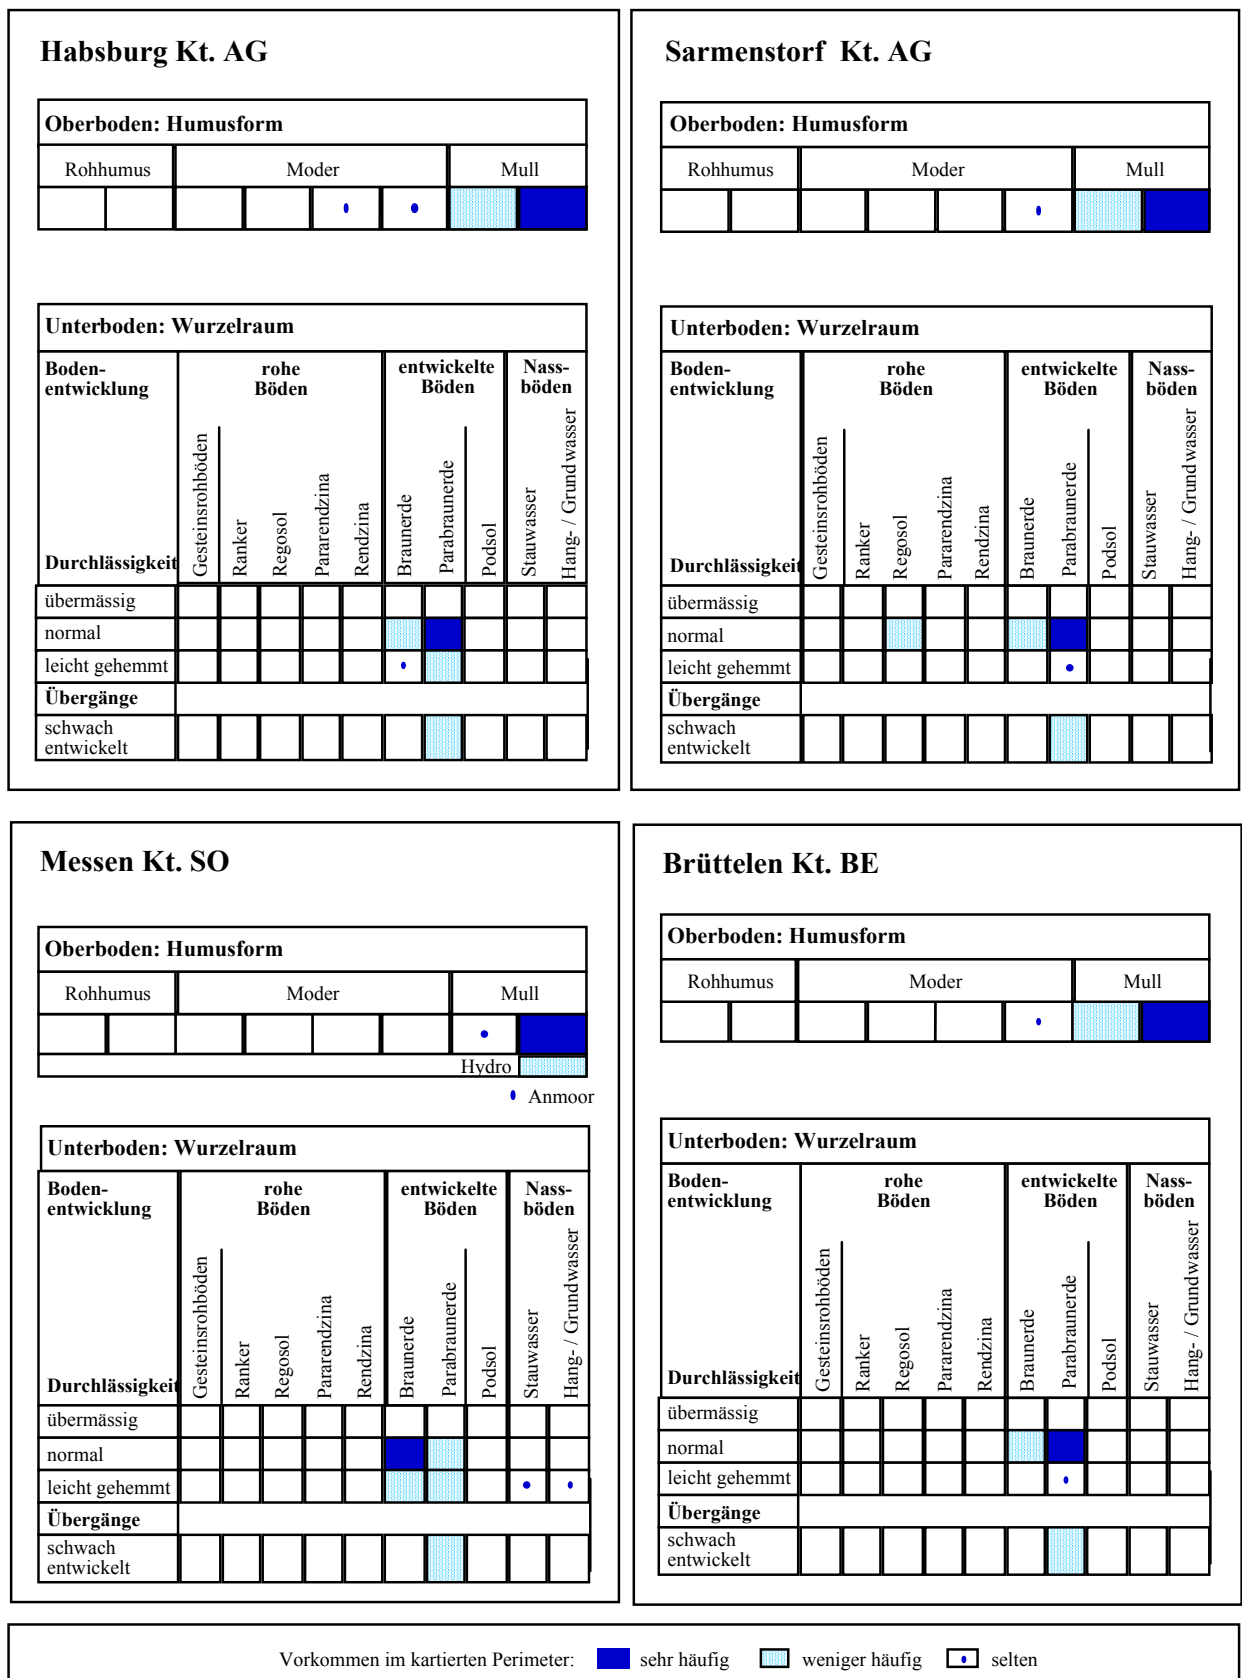 Habsburg Kt. AG
Oberboden: Humusform
Rohhumus Moder Mull
Unterboden: Wurzelraum
Boden-
entwicklung
rohe
Böden
entwickelte
Böden
Nass-
böden
Durchlässigkeit
Gesteinsrohböden
Ranker
Regosol
Pararendzina
Rendzina
Braunerde
Parabraunerde
Podsol
Stauwasser
Hang- / Grundwasser
übermässig
normal
leicht gehemmt
Übergänge
schwach
entwickelt
Sarmenstorf Kt. AG
Oberboden: Humusform
Rohhumus Moder Mull
Unterboden: Wurzelraum
Boden-
entwicklung
rohe
Böden
entwickelte
Böden
Nass-
böden
Durchlässigkeit
Gesteinsrohböden
Ranker
Regosol
Pararendzina
Rendzina
Braunerde
Parabraunerde
Podsol
Stauwasser
Hang- / Grundwasser
übermässig
normal
leicht gehemmt
Übergänge
schwach
entwickelt
Messen Kt. SO
Oberboden: Humusform
Rohhumus Moder Mull
Hydro
Anmoor
Unterboden: Wurzelraum
Boden-
entwicklung
rohe
Böden
entwickelte
Böden
Nass-
böden
Durchlässigkeit
Gesteinsrohböden
Ranker
Regosol
Pararendzina
Rendzina
Braunerde
Parabraunerde
Podsol
Stauwasser
Hang- / Grundwasser
übermässig
normal
leicht gehemmt
Übergänge
schwach
entwickelt
Brüttelen Kt. BE
Oberboden: Humusform
Rohhumus Moder Mull
Unterboden: Wurzelraum
Boden-
entwicklung
rohe
Böden
entwickelte
Böden
Nass-
böden
Durchlässigkeit
Gesteinsrohböden
Ranker
Regosol
Pararendzina
Rendzina
Braunerde
Parabraunerde
Podsol
Stauwasser
Hang- / Grundwasser
übermässig
normal
leicht gehemmt
Übergänge
schwach
entwickelt
Vorkommen im kartierten Perimeter: sehr häufig weniger häufig selten